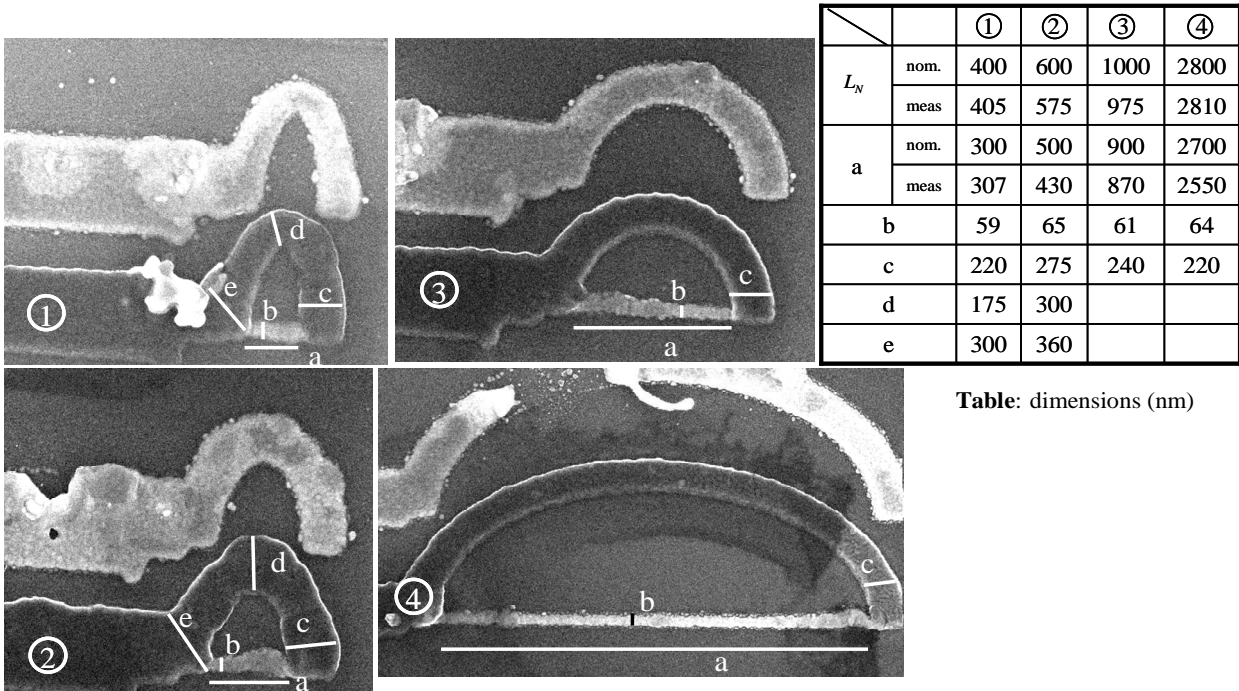 ① ② ③ ④
L_N nom. 400 600 1000 2800
meas 405 575 975 2810
a nom. 300 500 900 2700
meas 307 430 870 2550
b 59 65 61 64
c 220 275 240 220
d 175 300
e 300 360
Table: dimensions (nm)
① d e b c a
③ b c a
② d e b c a
④ b c a